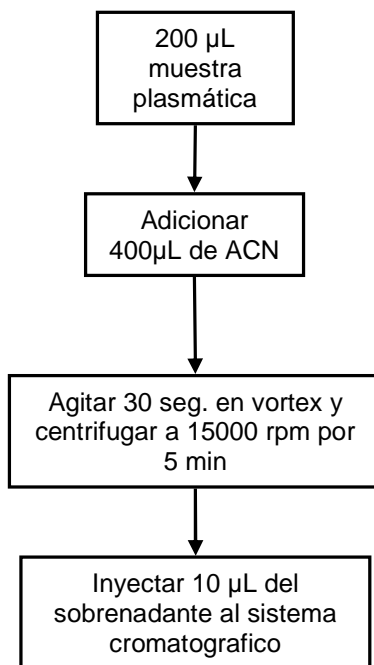 200 µL
muestra
plasmática
Adicionar
400µL de ACN
Agitar 30 seg. en vortex y
centrifugar a 15000 rpm por
5 min
Inyectar 10 µL del
sobrenadante al sistema
cromatografico